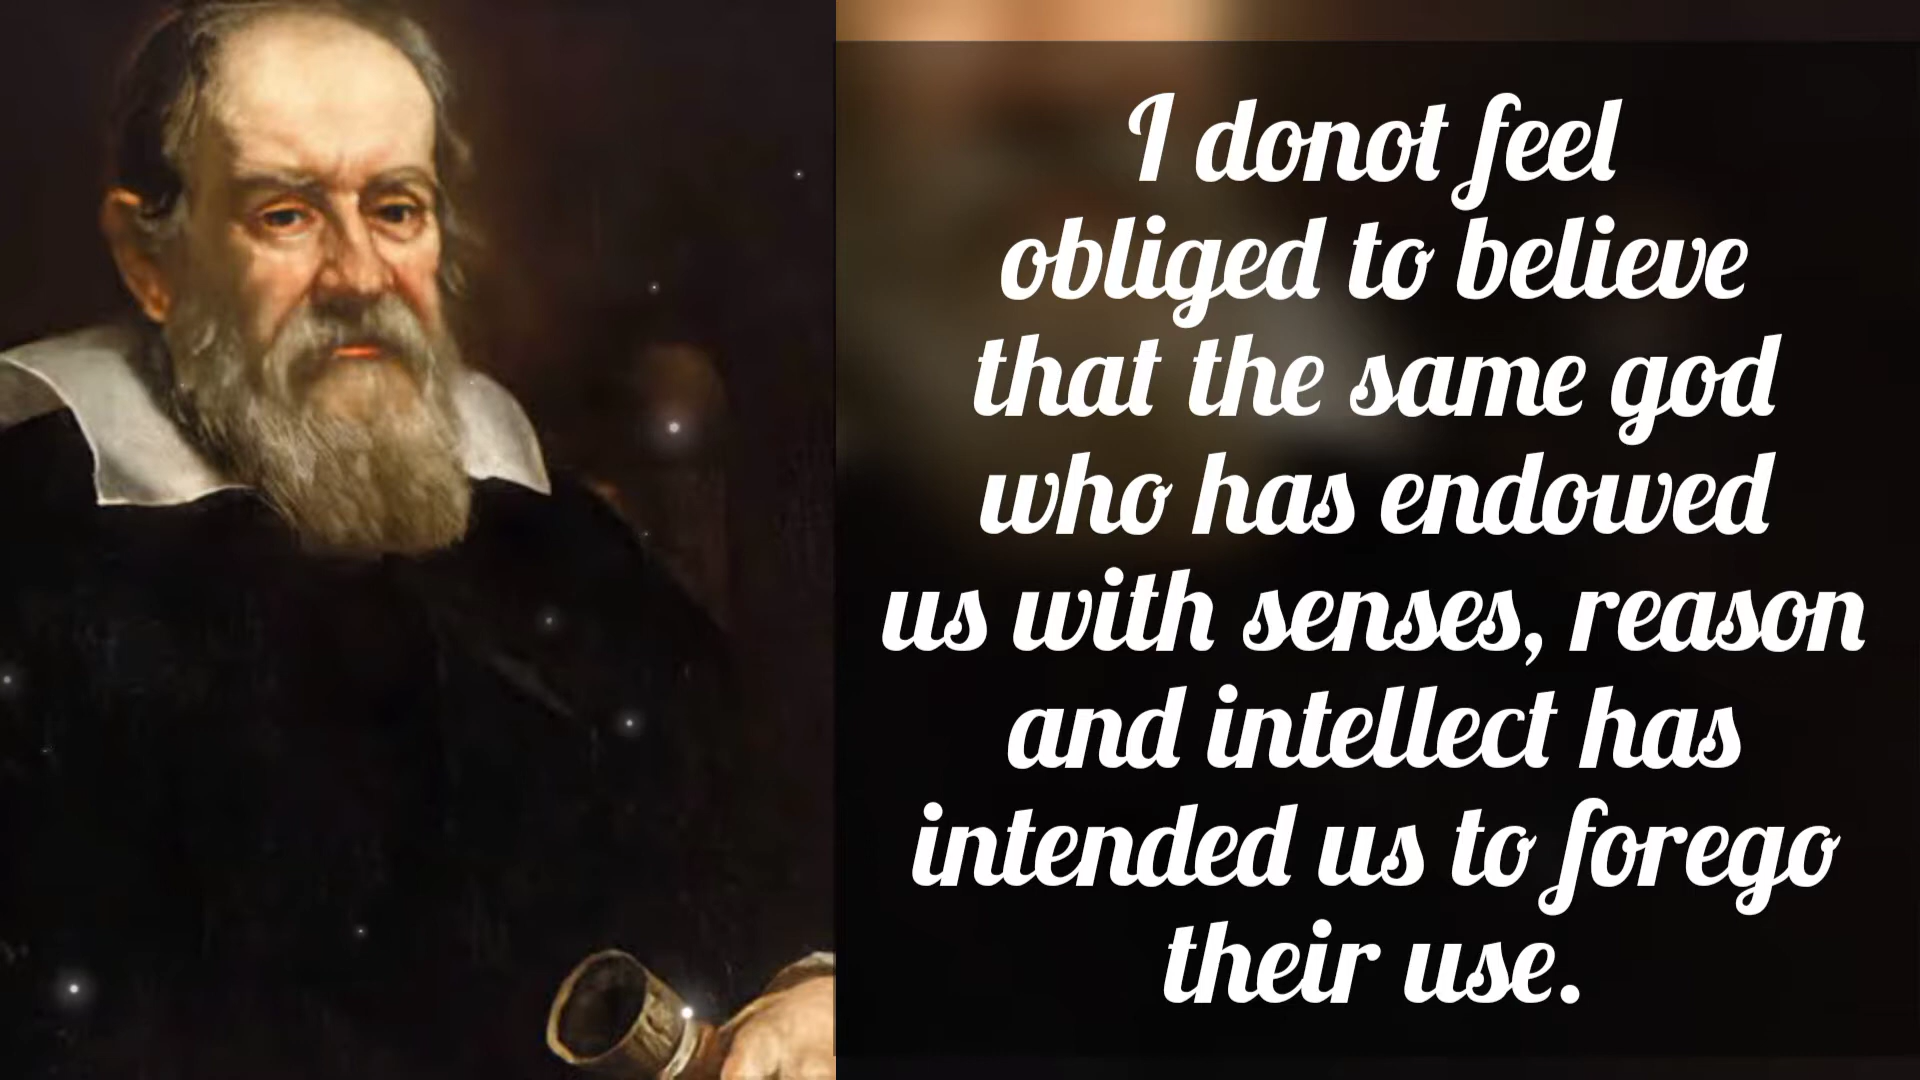 I donot feel
obliged to believe
that the same god
who has endowed
us with senses, reason
and intellect has
intended us to forego
their use.